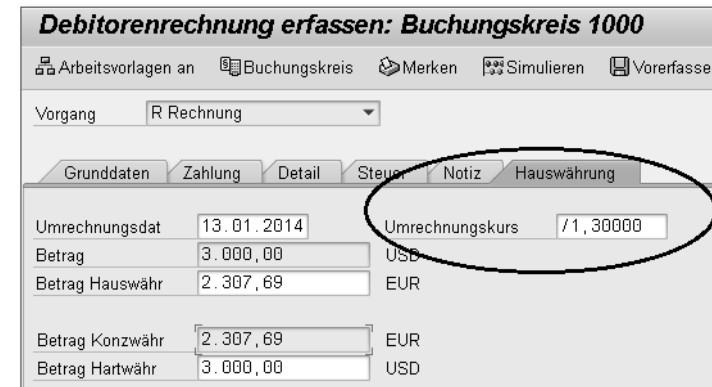 Debitorenrechnung erfassen: Buchungskreis 1000
Arbeitsvorlagen an Buchungskreis Merken Simulieren Vorerfasse
Vorgang R Rechnung
Grunddaten Zahlung Detail Steuer Notiz Hauswährung
Umrechnungsdat 13.01.2014 Umrechnungskurs /1,30000
Betrag 3.000,00 USD
Betrag Hauswähr 2.307,69 EUR
Betrag Konzwähr 2.307,69 EUR
Betrag Hartwähr 3.000,00 USD